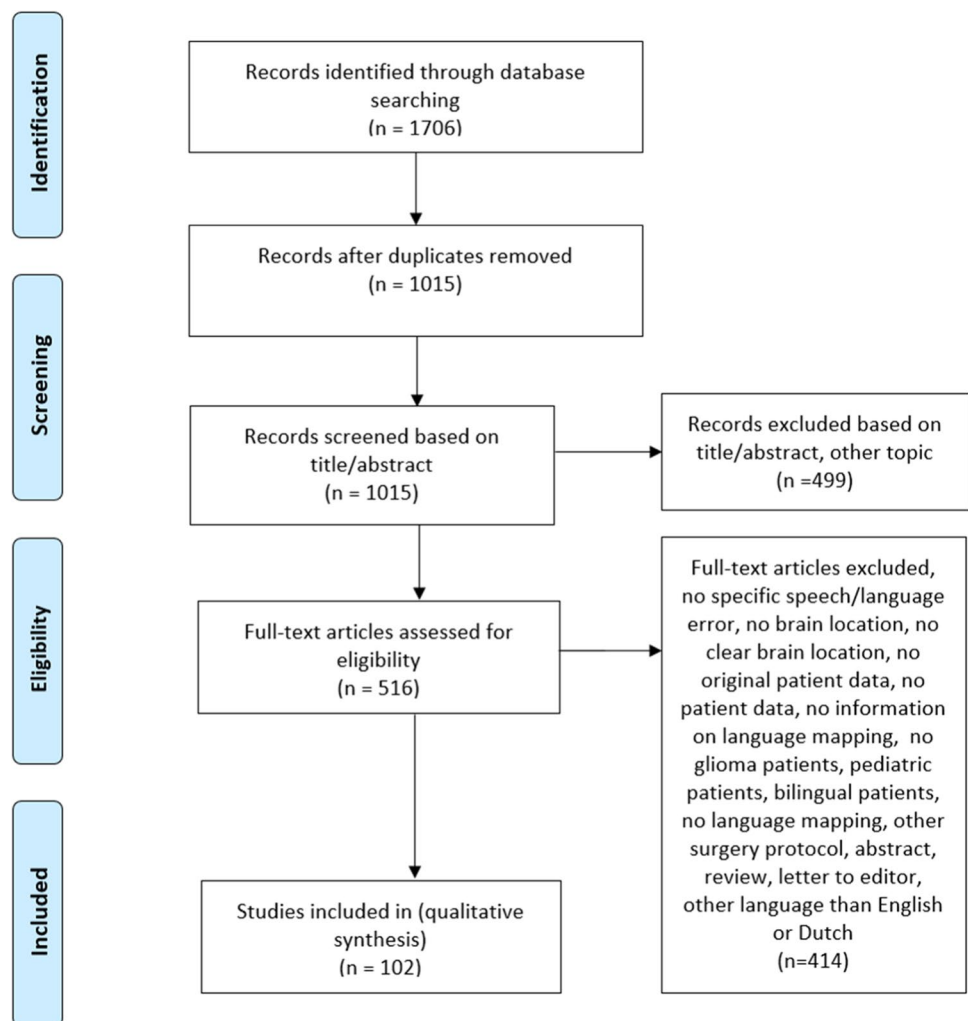 Identification
Records identified through database
searching
(n = 1706)
Records after duplicates removed
(n = 1015)
Screening
Records screened based on
title/abstract
(n = 1015)
Records excluded based on
title/abstract, other topic
(n =499)
Eligibility
Full-text articles assessed for
eligibility
(n = 516)
Full-text articles excluded,
no specific speech/language
error, no brain location, no
clear brain location, no
original patient data, no
patient data, no information
on language mapping, no
glioma patients, pediatric
patients, bilingual patients,
no language mapping, other
surgery protocol, abstract,
review, letter to editor,
other language than English
or Dutch
(n=414)
Included
Studies included in (qualitative
synthesis)
(n = 102)